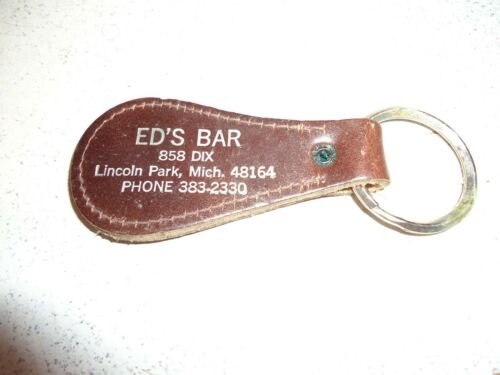 ED'S BAR
858 DIX
Lincoln Park, Mich. 48164
PHONE 383-2330